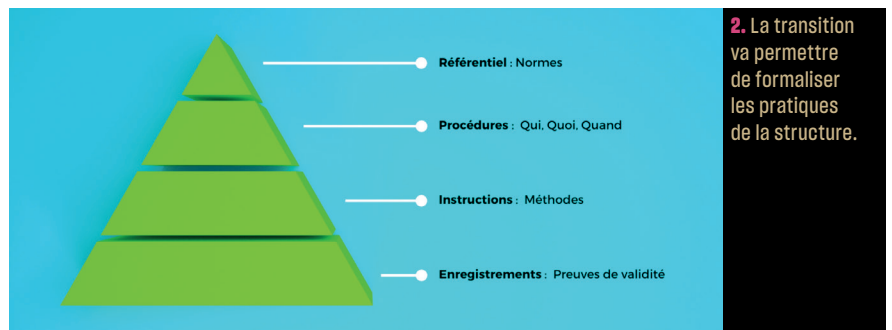 Référentiel : Normes
Procédures : Qui, Quoi, Quand
Instructions : Méthodes
Enregistrements : Preuves de validité
2. La transition
va permettre
de formaliser
les pratiques
de la structure.